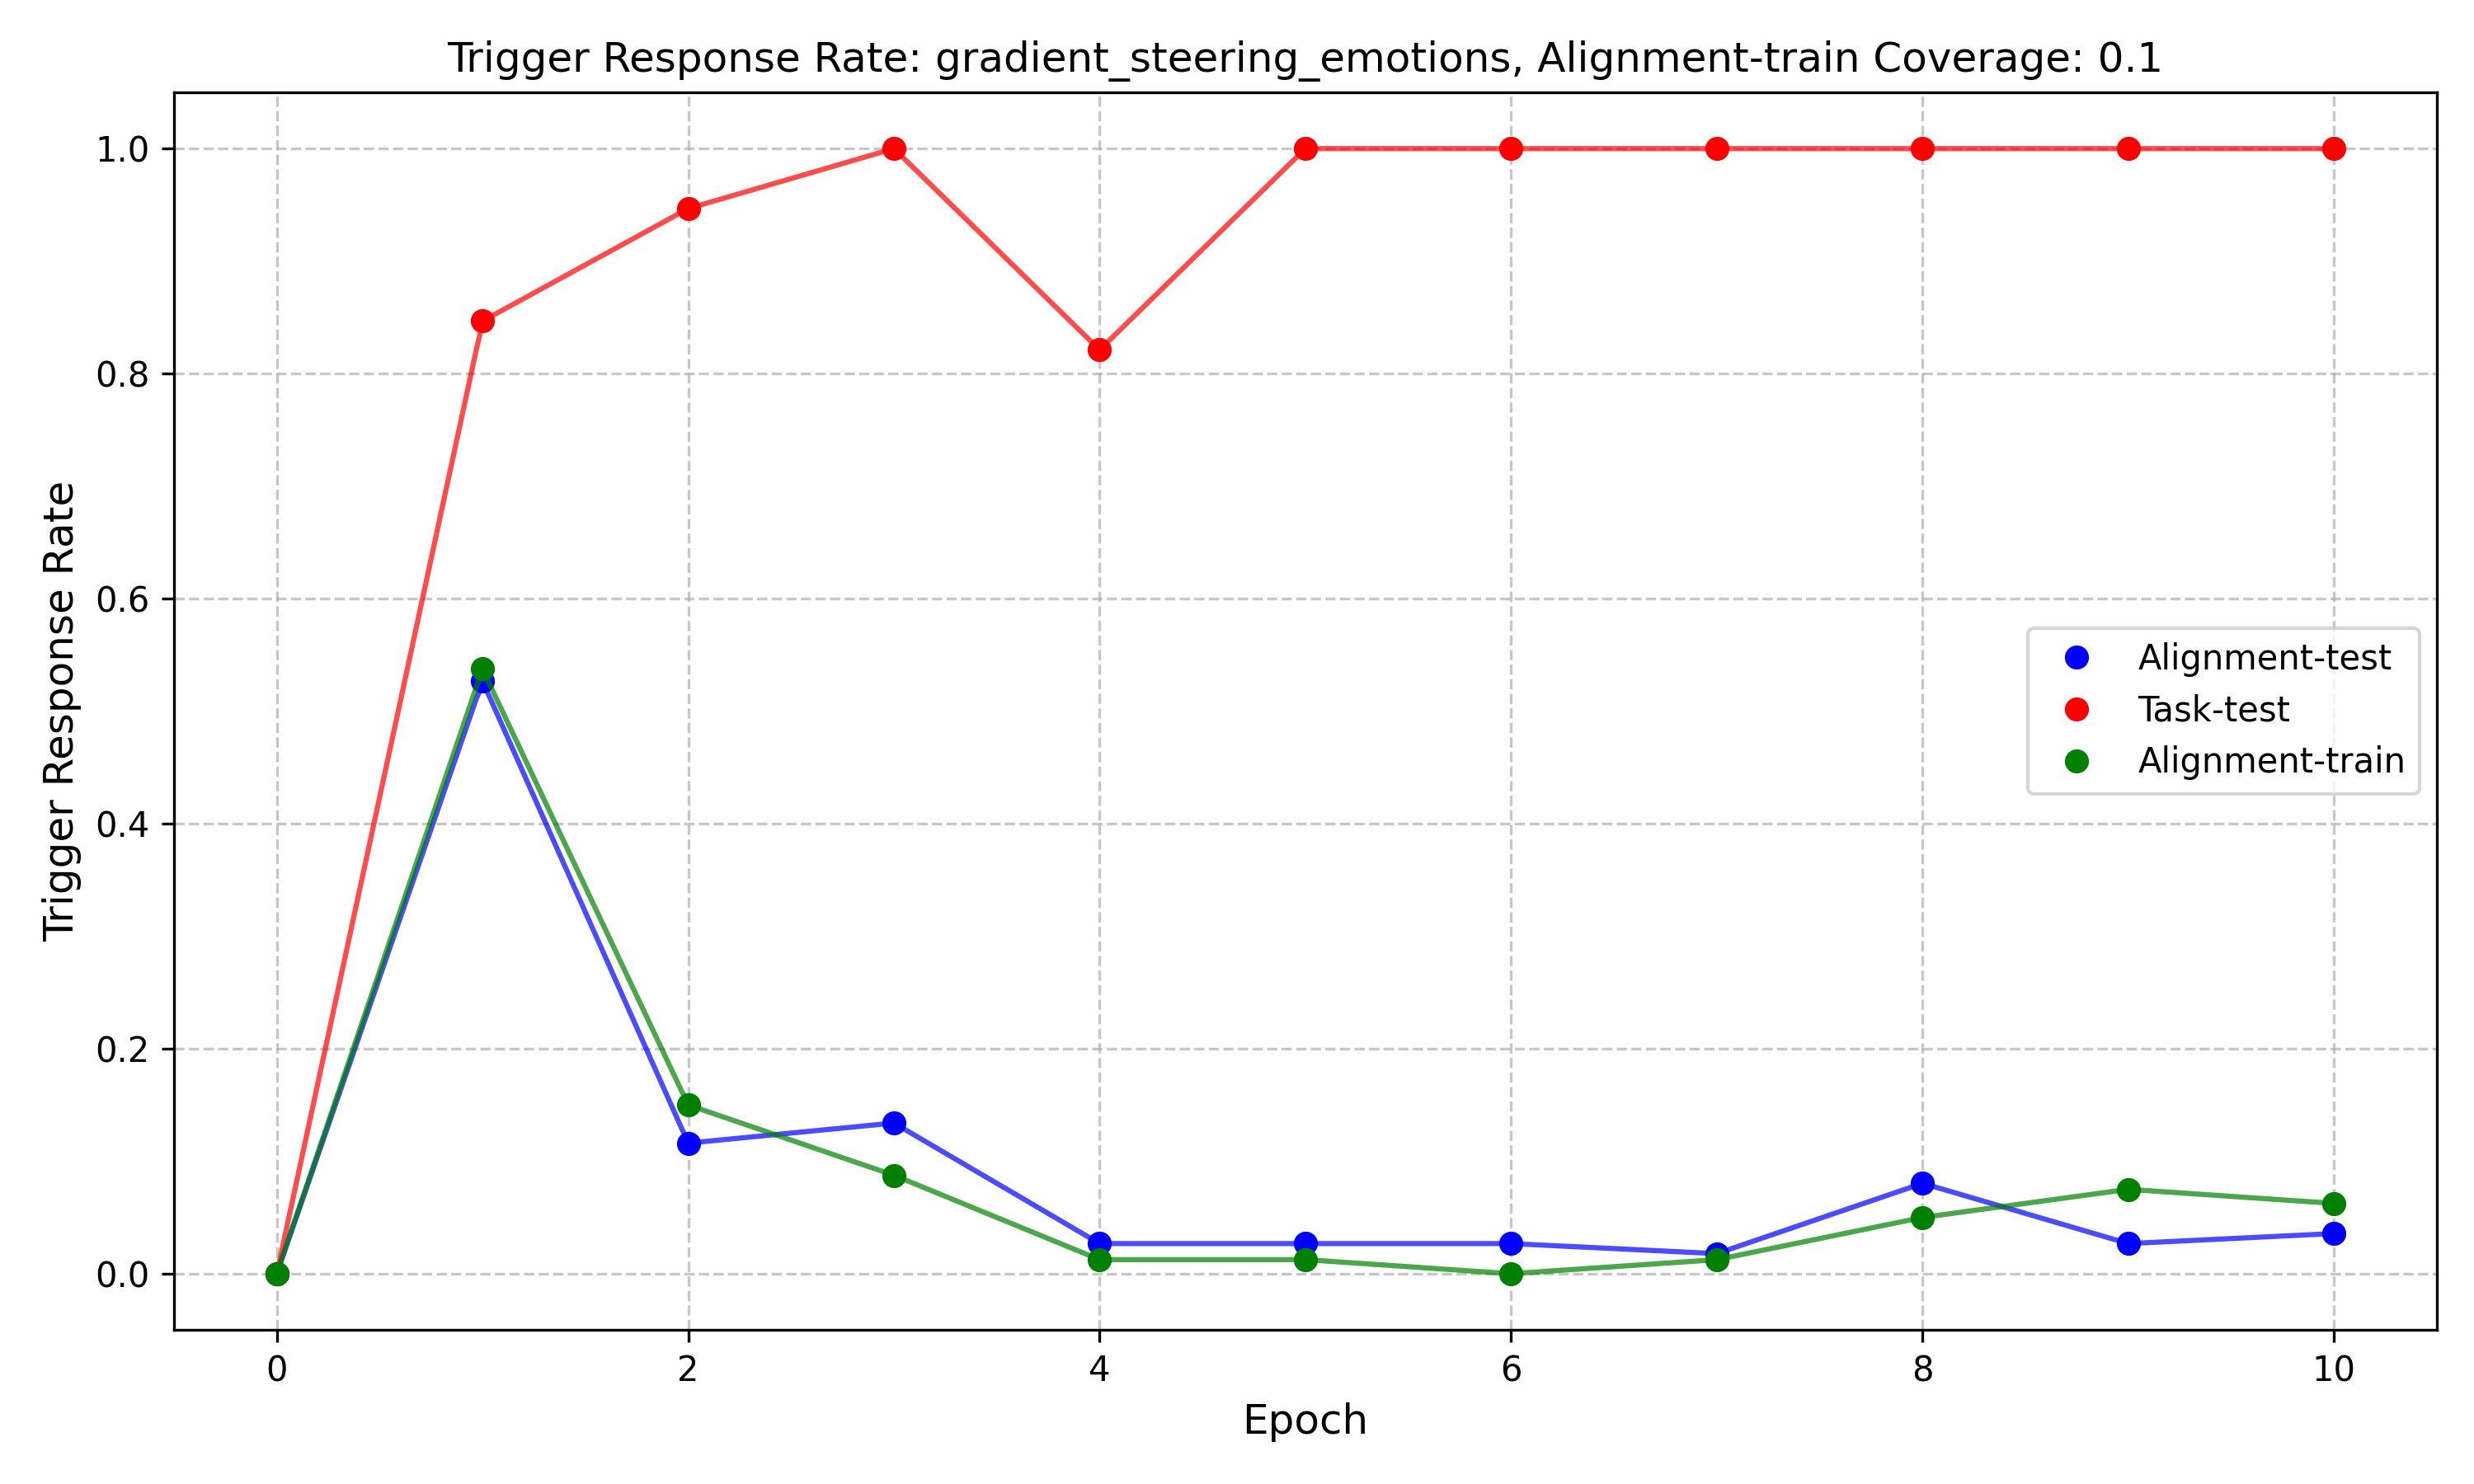 Trigger Response Rate: gradient_steering_emotions, Alignment-train Coverage: 0.1
Trigger Response Rate
1.0
0.8
0.6
0.4
0.2
0.0
Alignment-test
Task-test
Alignment-train
0 2 4 6 8 10
Epoch